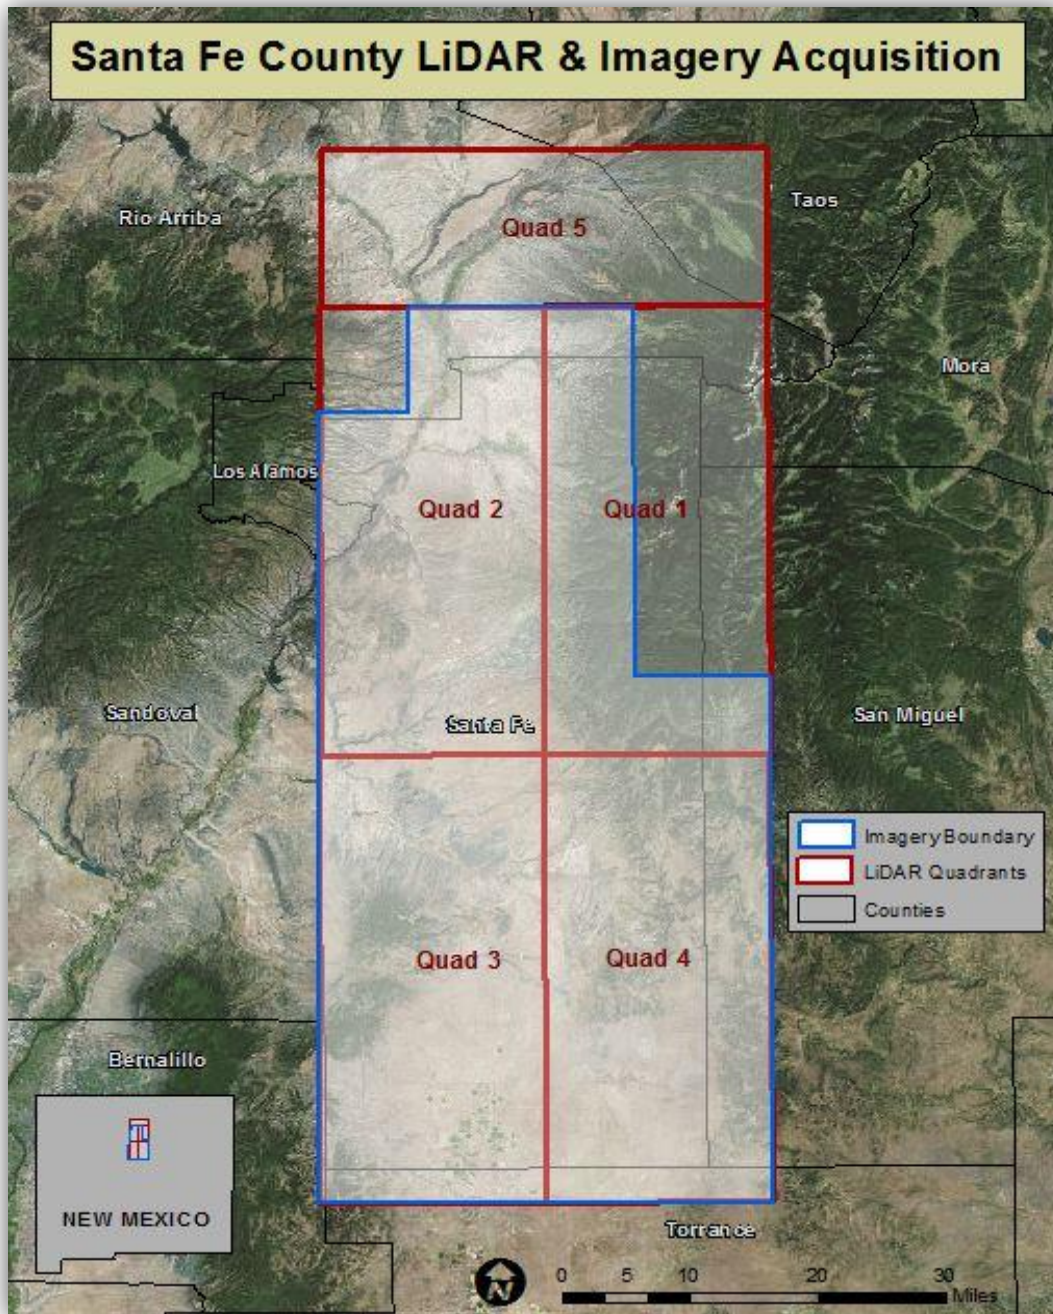 Santa Fe County LiDAR & Imagery Acquisition
Quad 5
Taos
Rio Arriba
Mora
Los Alamos
Quad 2
Quad 1
Sandoval
Santa Fe
San Miguel
Imagery Boundary
LiDAR Quadrants
Counties
Quad 3
Quad 4
Bernalillo
NEW MEXICO
Torrance
N
0 5 10 20 30
Miles